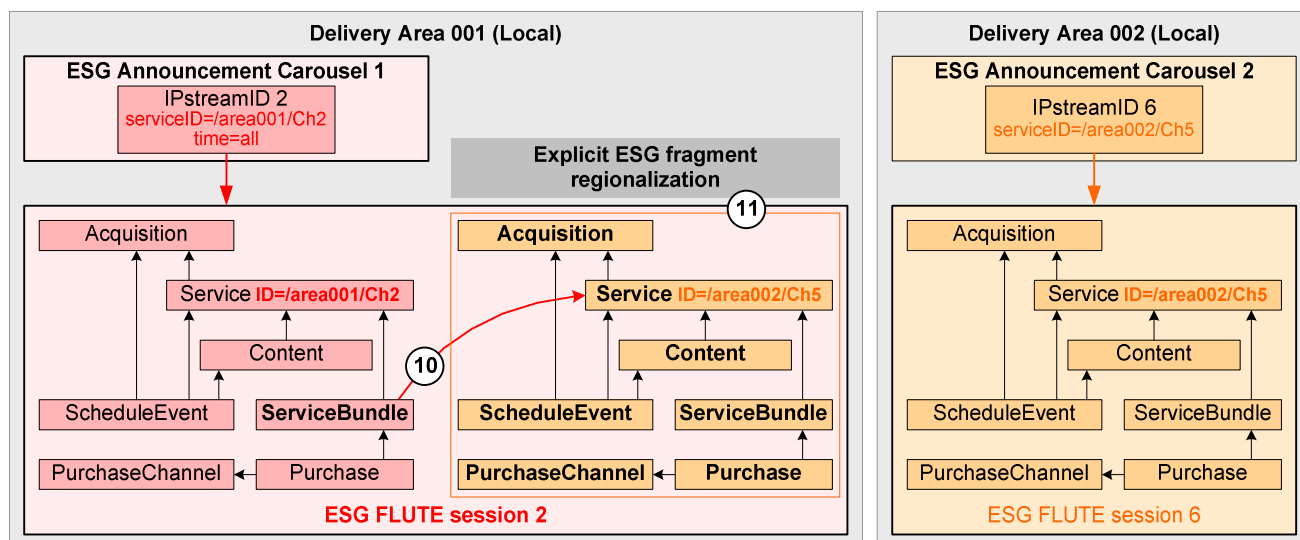 Delivery Area 001 (Local)
ESG Announcement Carousel 1
IPstreamID 2
serviceID=/area001/Ch2
time=all
Explicit ESG fragment
regionalization
11
Acquisition
Service ID=/area001/Ch2
Content
10
ScheduleEvent
ServiceBundle
PurchaseChannel
Purchase
Acquisition
Service ID=/area002/Ch5
Content
ScheduleEvent
ServiceBundle
PurchaseChannel
Purchase
ESG FLUTE session 2
Delivery Area 002 (Local)
ESG Announcement Carousel 2
IPstreamID 6
serviceID=/area002/Ch5
Acquisition
Service ID=/area002/Ch5
Content
ScheduleEvent
ServiceBundle
PurchaseChannel
Purchase
ESG FLUTE session 6